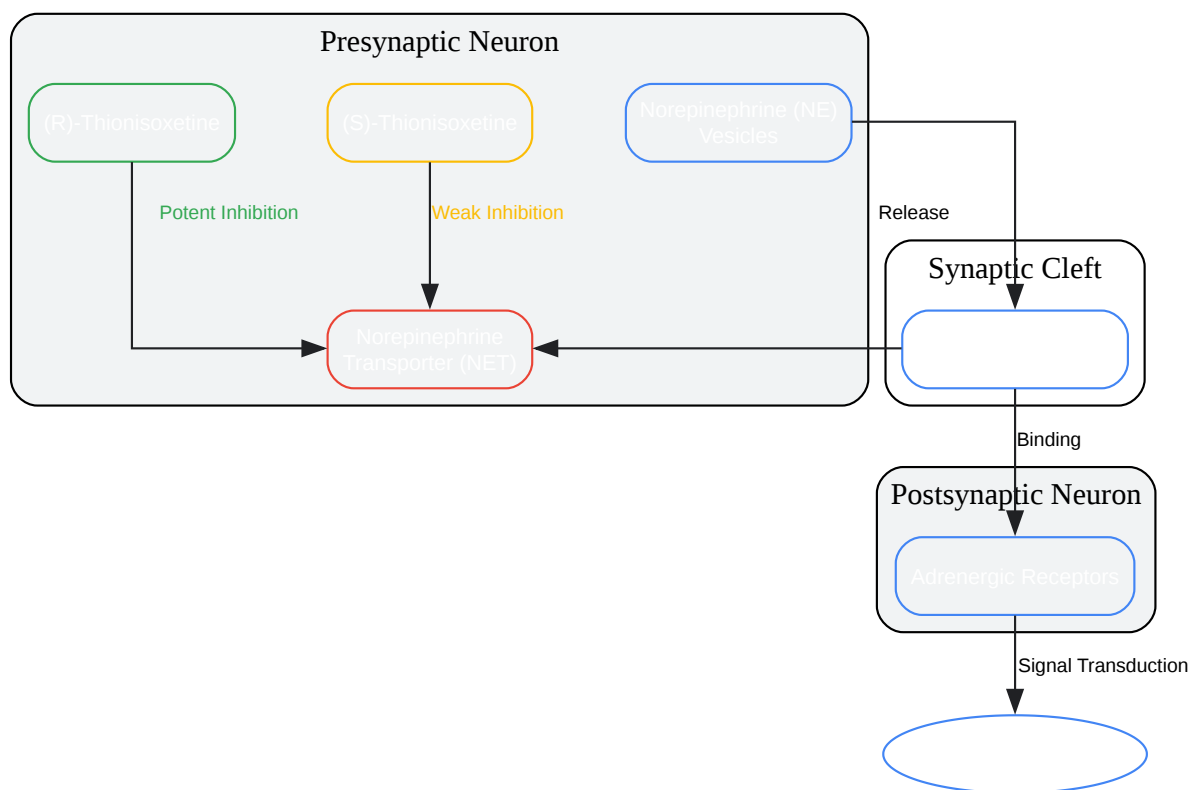 Presynaptic Neuron
(R)-Thionisoxetine
(S)-Thionisoxetine
Norepinephrine (NE)
Vesicles
Potent Inhibition
Weak Inhibition
Release
Synaptic Cleft
Norepinephrine
Transporter (NET)
Binding
Postsynaptic Neuron
Adrenergic Receptors
Signal Transduction